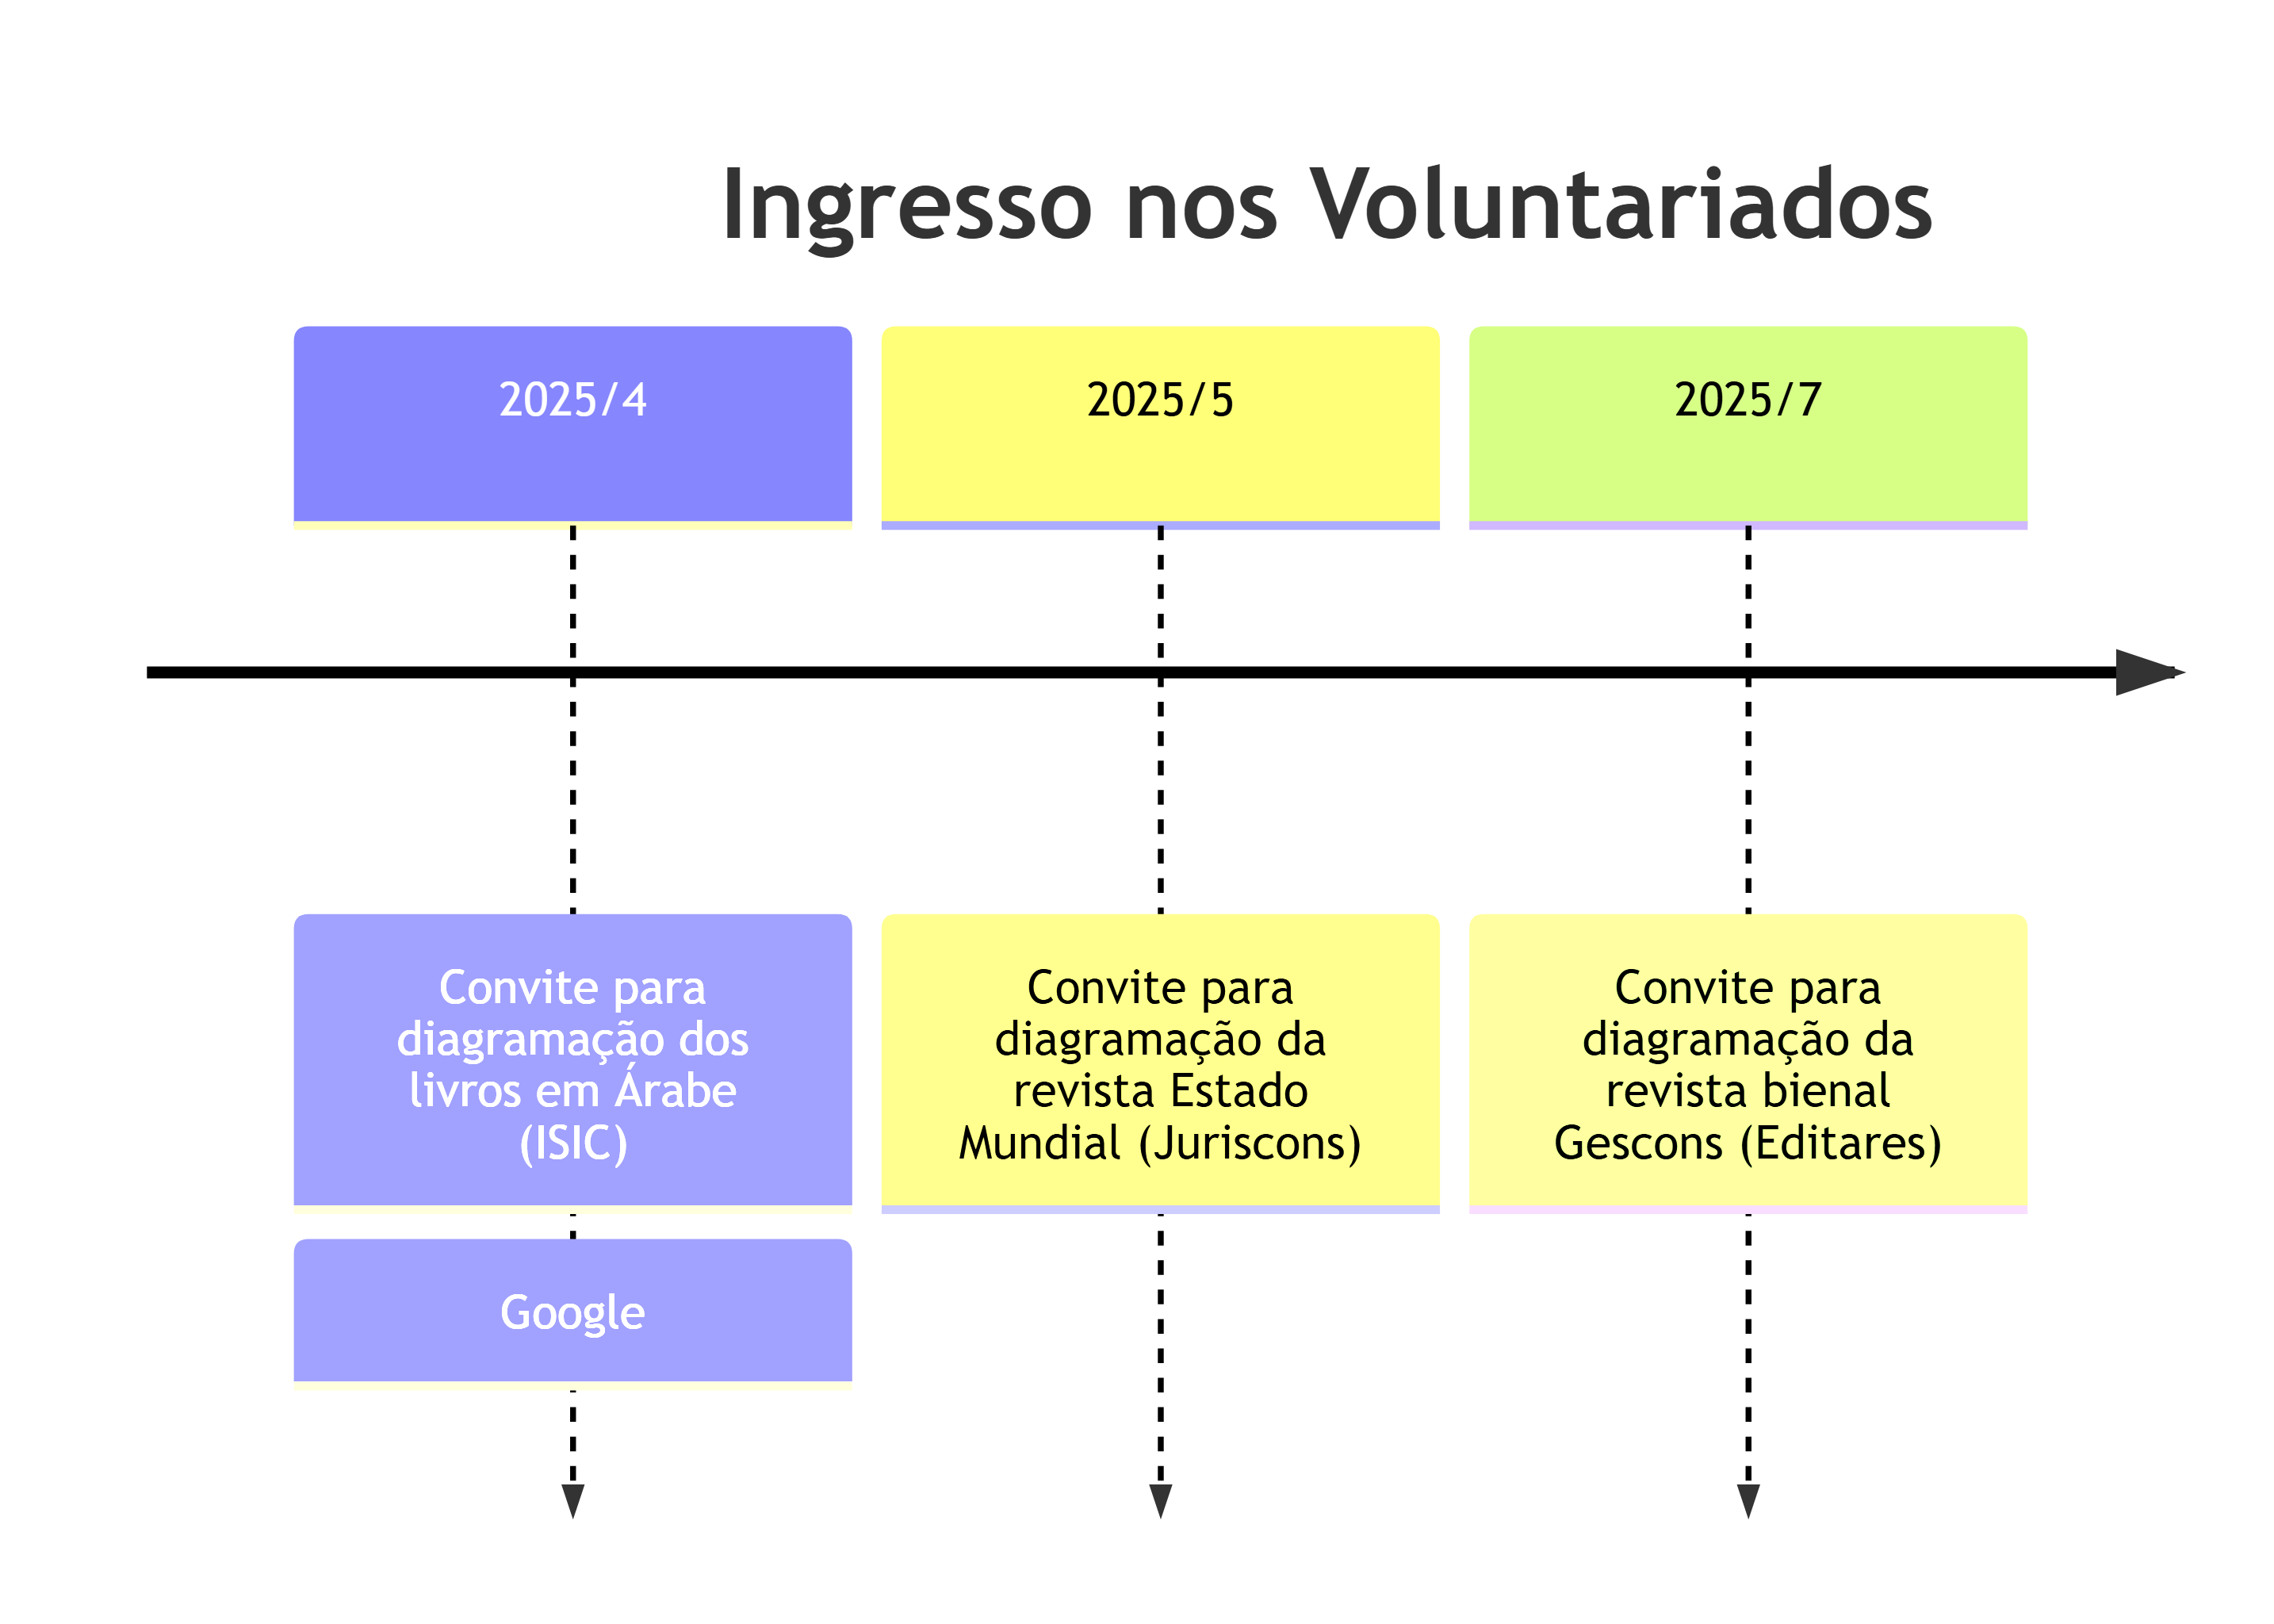 Ingresso nos Voluntariados
2025/4
2025/5
2025/7
Convite para
diagramação dos
livros em Árabe
(ISIC)
Google
Convite para
diagramação da
revista Estado
Mundial (Juriscons)
Convite para
diagramação da
revista bienal
Gescons (Editares)